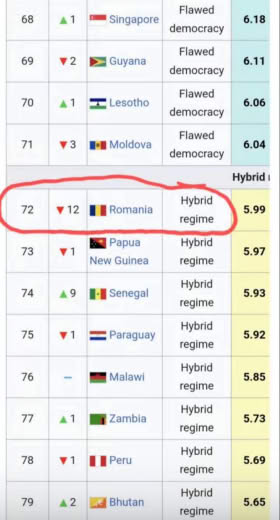 68 ▲ 1 Singapore Flawed democracy 6.18
69 ▼ 2 Guyana Flawed democracy 6.11
70 ▲ 1 Lesotho Flawed democracy 6.06
71 ▼ 3 Moldova Flawed democracy 6.04
Hybrid
72 ▼ 12 Romania Hybrid regime 5.99
73 ▼ 1 Papua New Guinea Hybrid regime 5.97
74 ▲ 9 Senegal Hybrid regime 5.93
75 ▼ 1 Paraguay Hybrid regime 5.92
76 – Malawi Hybrid regime 5.85
77 ▲ 1 Zambia Hybrid regime 5.73
78 ▼ 1 Peru Hybrid regime 5.69
79 ▲ 2 Bhutan Hybrid regime 5.65